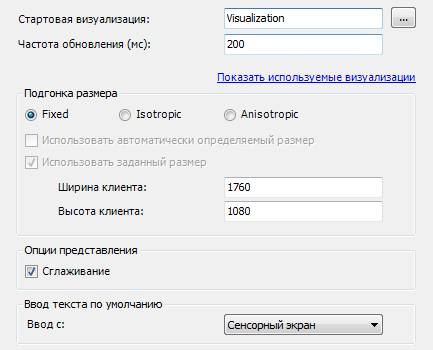 Стартовая визуализация: Visualization ...
Частота обновления (мс): 200
Показать используемые визуализации
Подгонка размера
Fixed Isotropic Anisotropic
Использовать автоматически определяемый размер
Использовать заданный размер
Ширина клиента: 1760
Высота клиента: 1080
Опции представления
Сглаживание
Ввод текста по умолчанию
Ввод с: Сенсорный экран